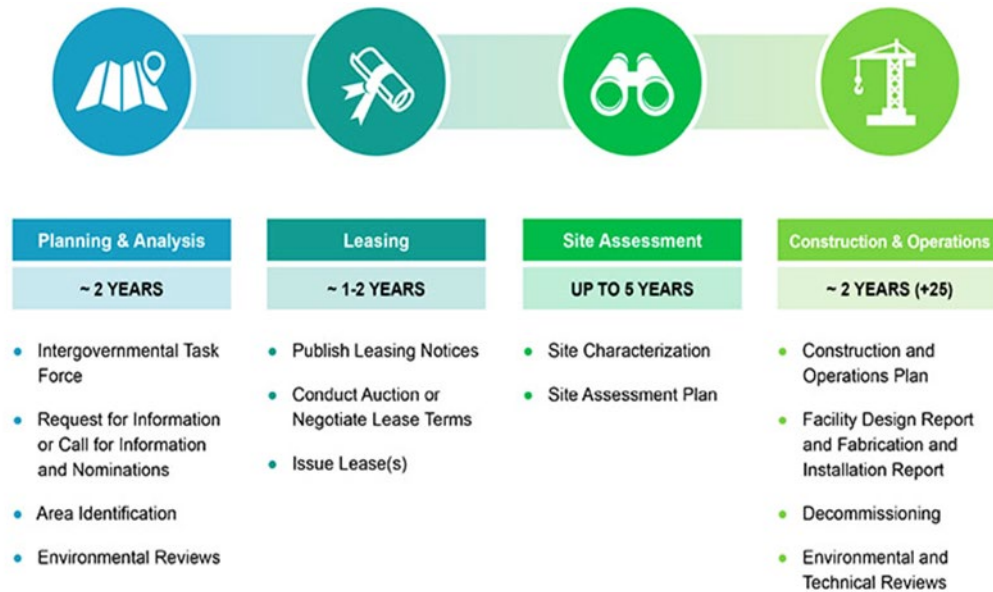 Planning & Analysis
~ 2 YEARS
Intergovernmental Task
Force
Request for Information
or Call for Information
and Nominations
Area Identification
Environmental Reviews
Leasing
~ 1-2 YEARS
Publish Leasing Notices
Conduct Auction or
Negotiate Lease Terms
Issue Lease(s)
Site Assessment
UP TO 5 YEARS
Site Characterization
Site Assessment Plan
Construction & Operations
~ 2 YEARS (+25)
Construction and
Operations Plan
Facility Design Report
and Fabrication and
Installation Report
Decommissioning
Environmental and
Technical Reviews